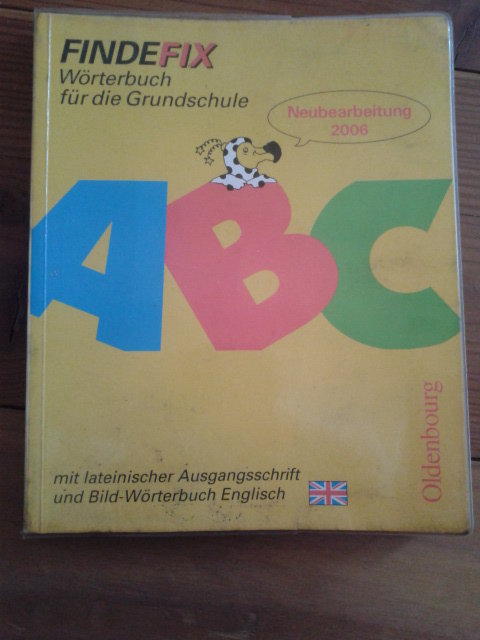 FINDEFIX
Wörterbuch
für die Grundschule
Neubearbeitung
2006
ABC
mit lateinischer Ausgangsschrift
und Bild-Wörterbuch Englisch
Oldenbourg